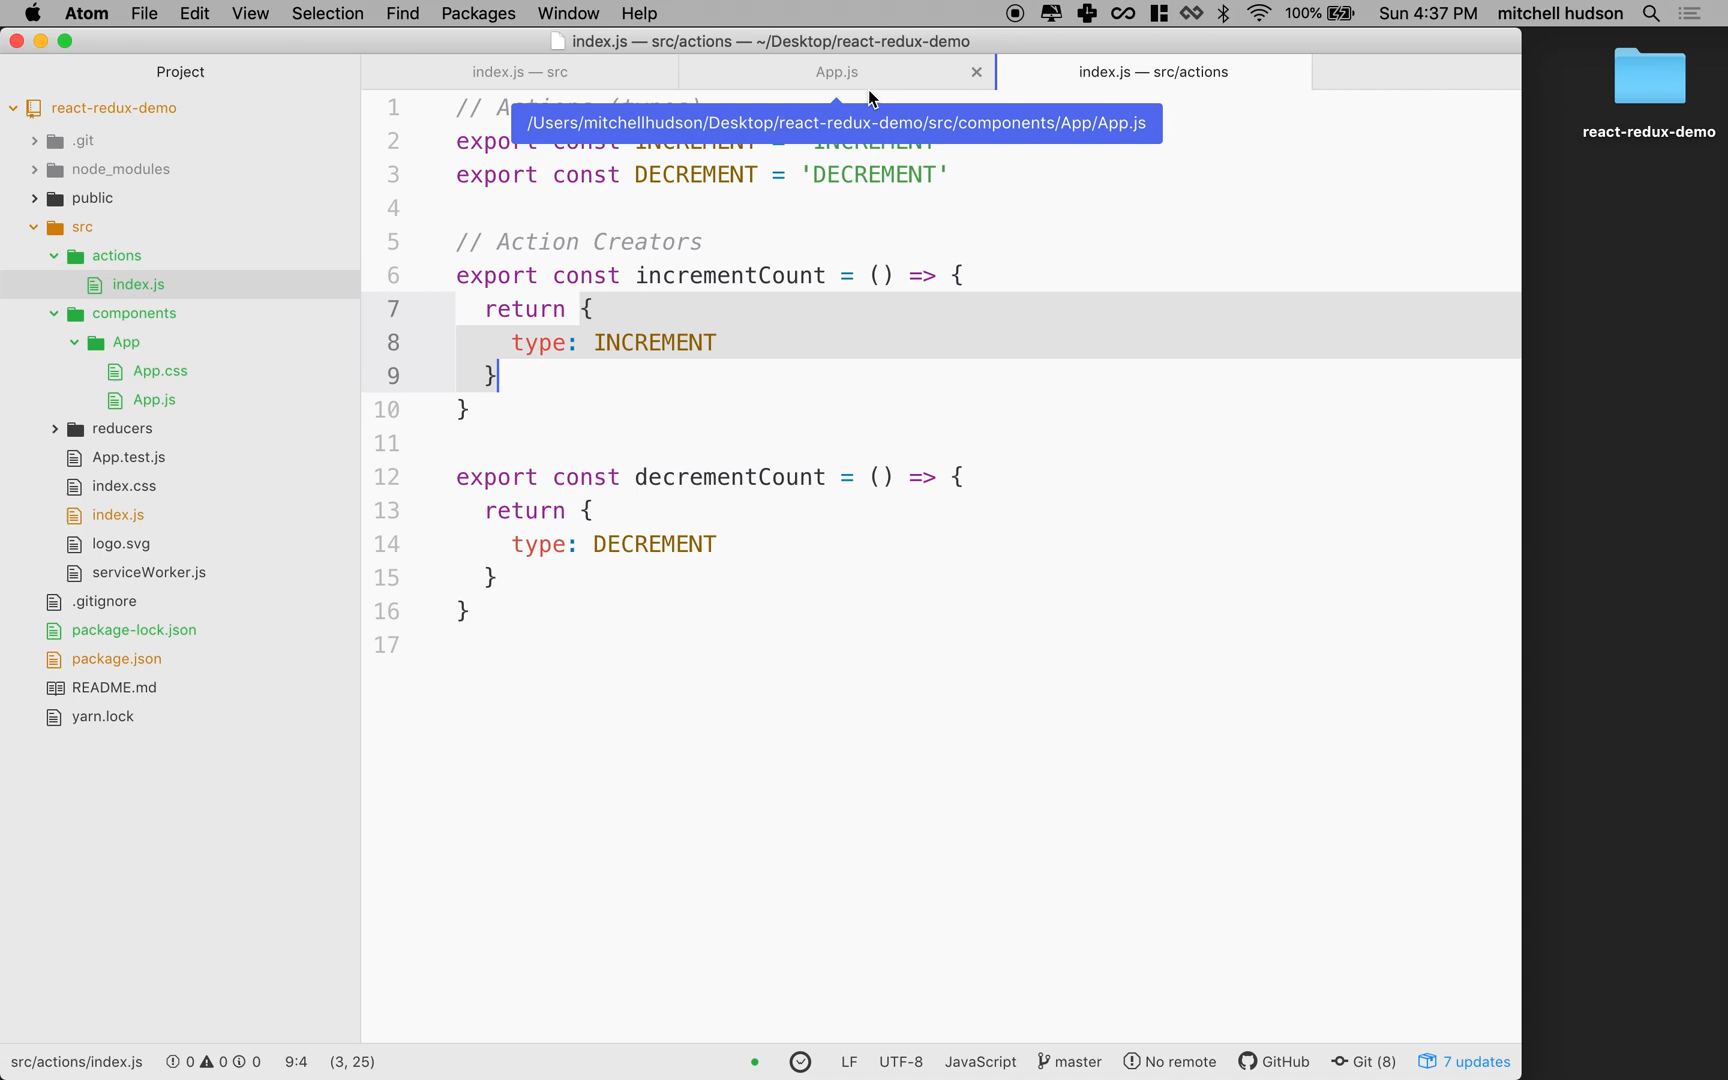 Atom File Edit View Selection Find Packages Window Help 100% Sun 4:37 PM mitchell hudson
index.js — src/actions — ~/Desktop/react-redux-demo
Project
index.js — src
App.js
index.js — src/actions
react-redux-demo
.git
node_modules
public
src
actions
index.js
components
App
App.css
App.js
reducers
App.test.js
index.css
index.js
logo.svg
serviceWorker.js
.gitignore
package-lock.json
package.json
README.md
yarn.lock
/Users/mitchellhudson/Desktop/react-redux-demo/src/components/App/App.js
1 // Actions (types)
2 export const INCREMENT = 'INCREMENT'
3 export const DECREMENT = 'DECREMENT'
4
5 // Action Creators
6 export const incrementCount = () => {
7 return {
8 type: INCREMENT
9 }
10 }
11
12 export const decrementCount = () => {
13 return {
14 type: DECREMENT
15 }
16 }
17
react-redux-demo
src/actions/index.js 0 0 0 9:4 (3, 25) LF UTF-8 JavaScript master No remote GitHub Git (8) 7 updates